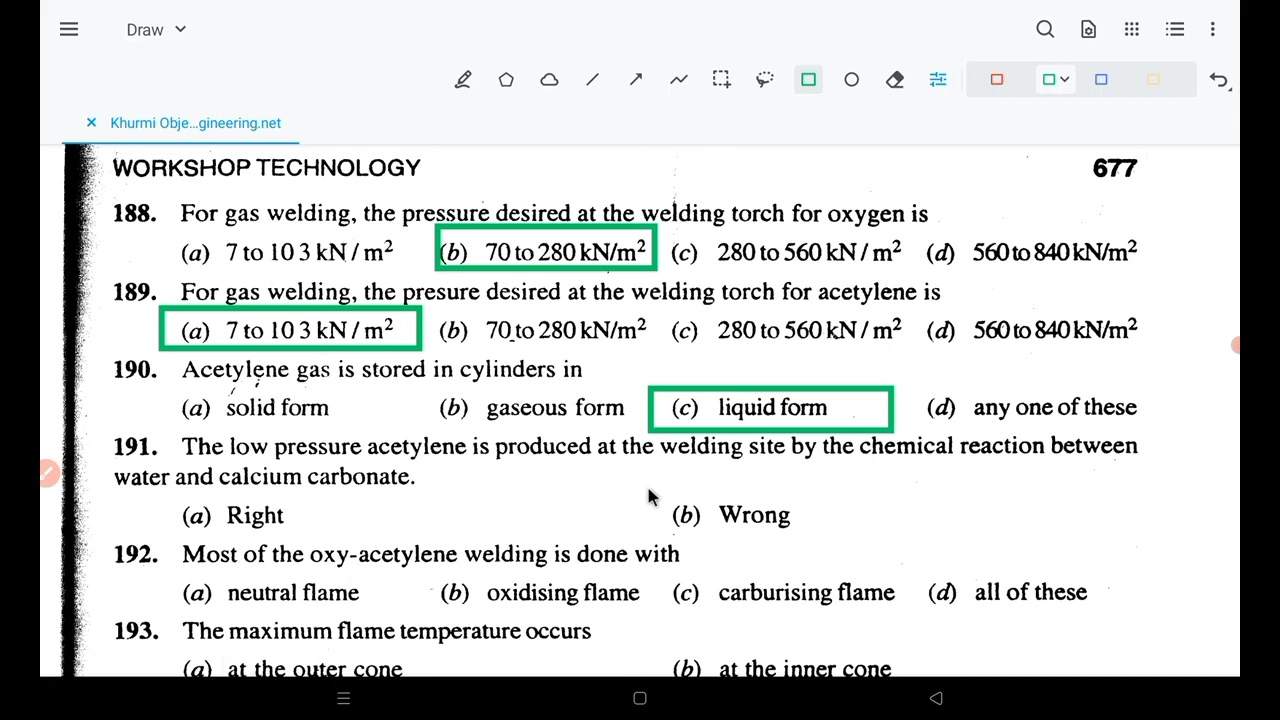 Draw
Khurmi Obje...gineering.net
WORKSHOP TECHNOLOGY 677
188. For gas welding, the pressure desired at the welding torch for oxygen is
(a) 7 to 10 3 kN / m² (b) 70 to 280 kN/m² (c) 280 to 560 kN / m² (d) 560 to 840 kN/m²
189. For gas welding, the presure desired at the welding torch for acetylene is
(a) 7 to 10 3 kN / m² (b) 70 to 280 kN/m² (c) 280 to 560 kN / m² (d) 560 to 840 kN/m²
190. Acetylene gas is stored in cylinders in
(a) solid form (b) gaseous form (c) liquid form (d) any one of these
191. The low pressure acetylene is produced at the welding site by the chemical reaction between
water and calcium carbonate.
(a) Right (b) Wrong
192. Most of the oxy-acetylene welding is done with
(a) neutral flame (b) oxidising flame (c) carburising flame (d) all of these
193. The maximum flame temperature occurs
(a) at the outer cone (b) at the inner cone